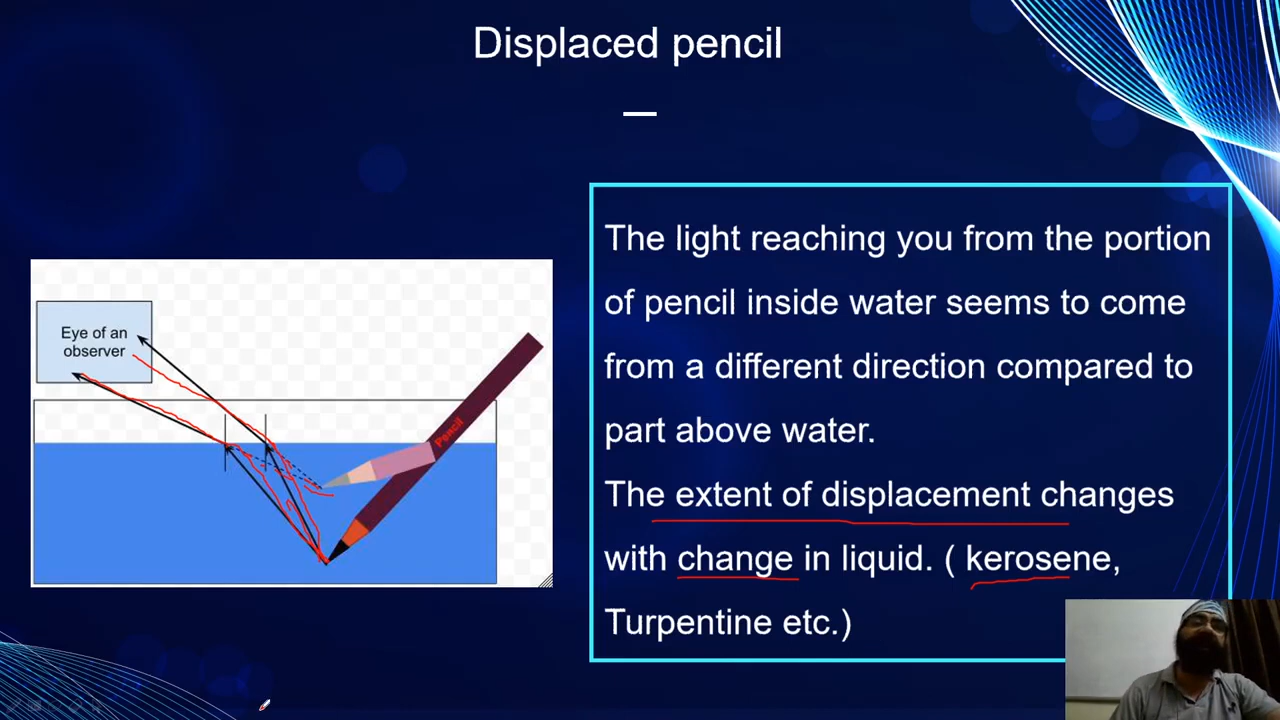 Displaced pencil
Eye of an
observer
Pencil
The light reaching you from the portion
of pencil inside water seems to come
from a different direction compared to
part above water.
The extent of displacement changes
with change in liquid. ( kerosene,
Turpentine etc.)